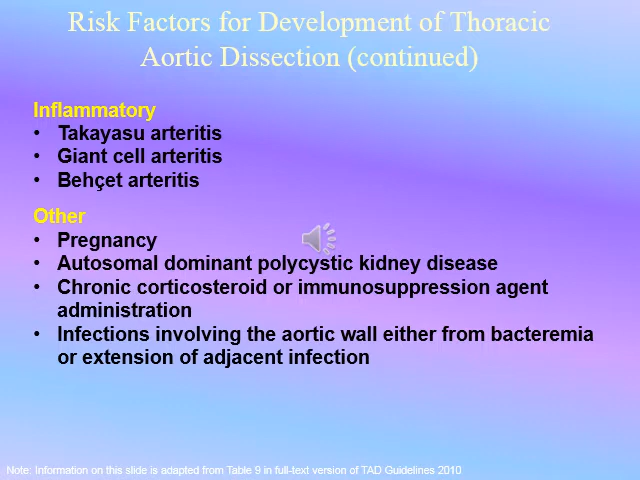 Risk Factors for Development of Thoracic
Aortic Dissection (continued)
Inflammatory
• Takayasu arteritis
• Giant cell arteritis
• Behçet arteritis
Other
• Pregnancy
• Autosomal dominant polycystic kidney disease
• Chronic corticosteroid or immunosuppression agent
administration
• Infections involving the aortic wall either from bacteremia
or extension of adjacent infection
Note: Information on this slide is adapted from Table 9 in full-text version of TAD Guidelines 2010